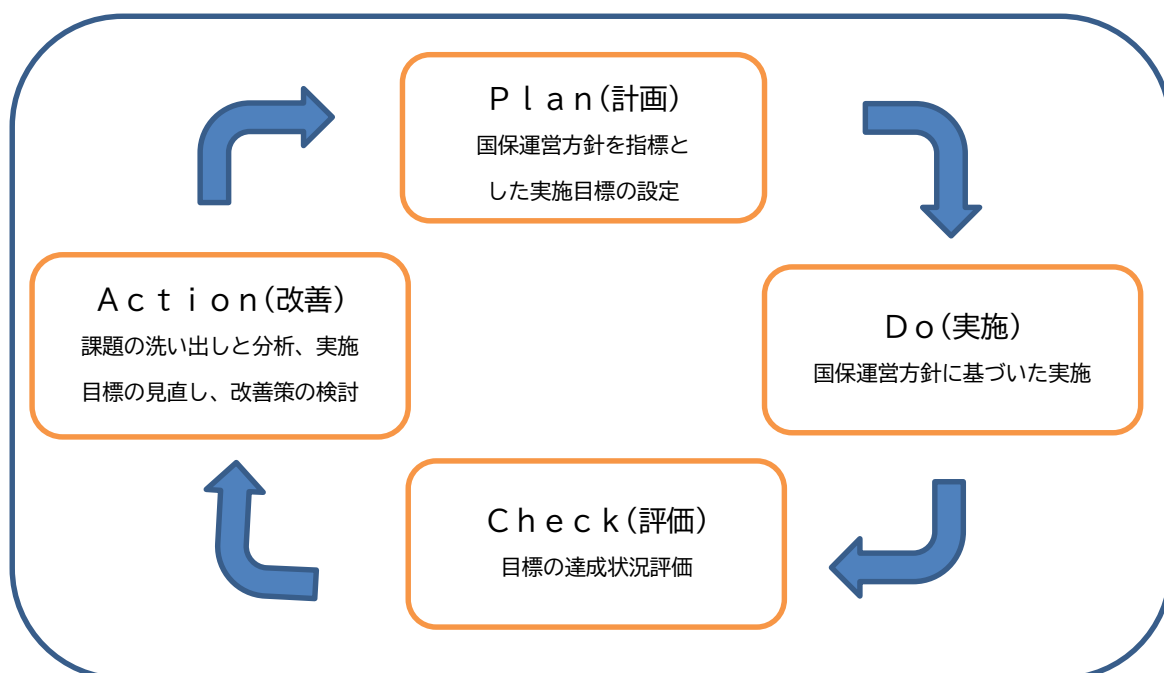 Ｐｌａｎ(計画)
国保運営方針を指標と
した実施目標の設定
Ａｃｔｉｏｎ(改善)
課題の洗い出しと分析、実施
目標の見直し、改善策の検討
Ｄｏ(実施)
国保運営方針に基づいた実施
Ｃｈｅｃｋ(評価)
目標の達成状況評価